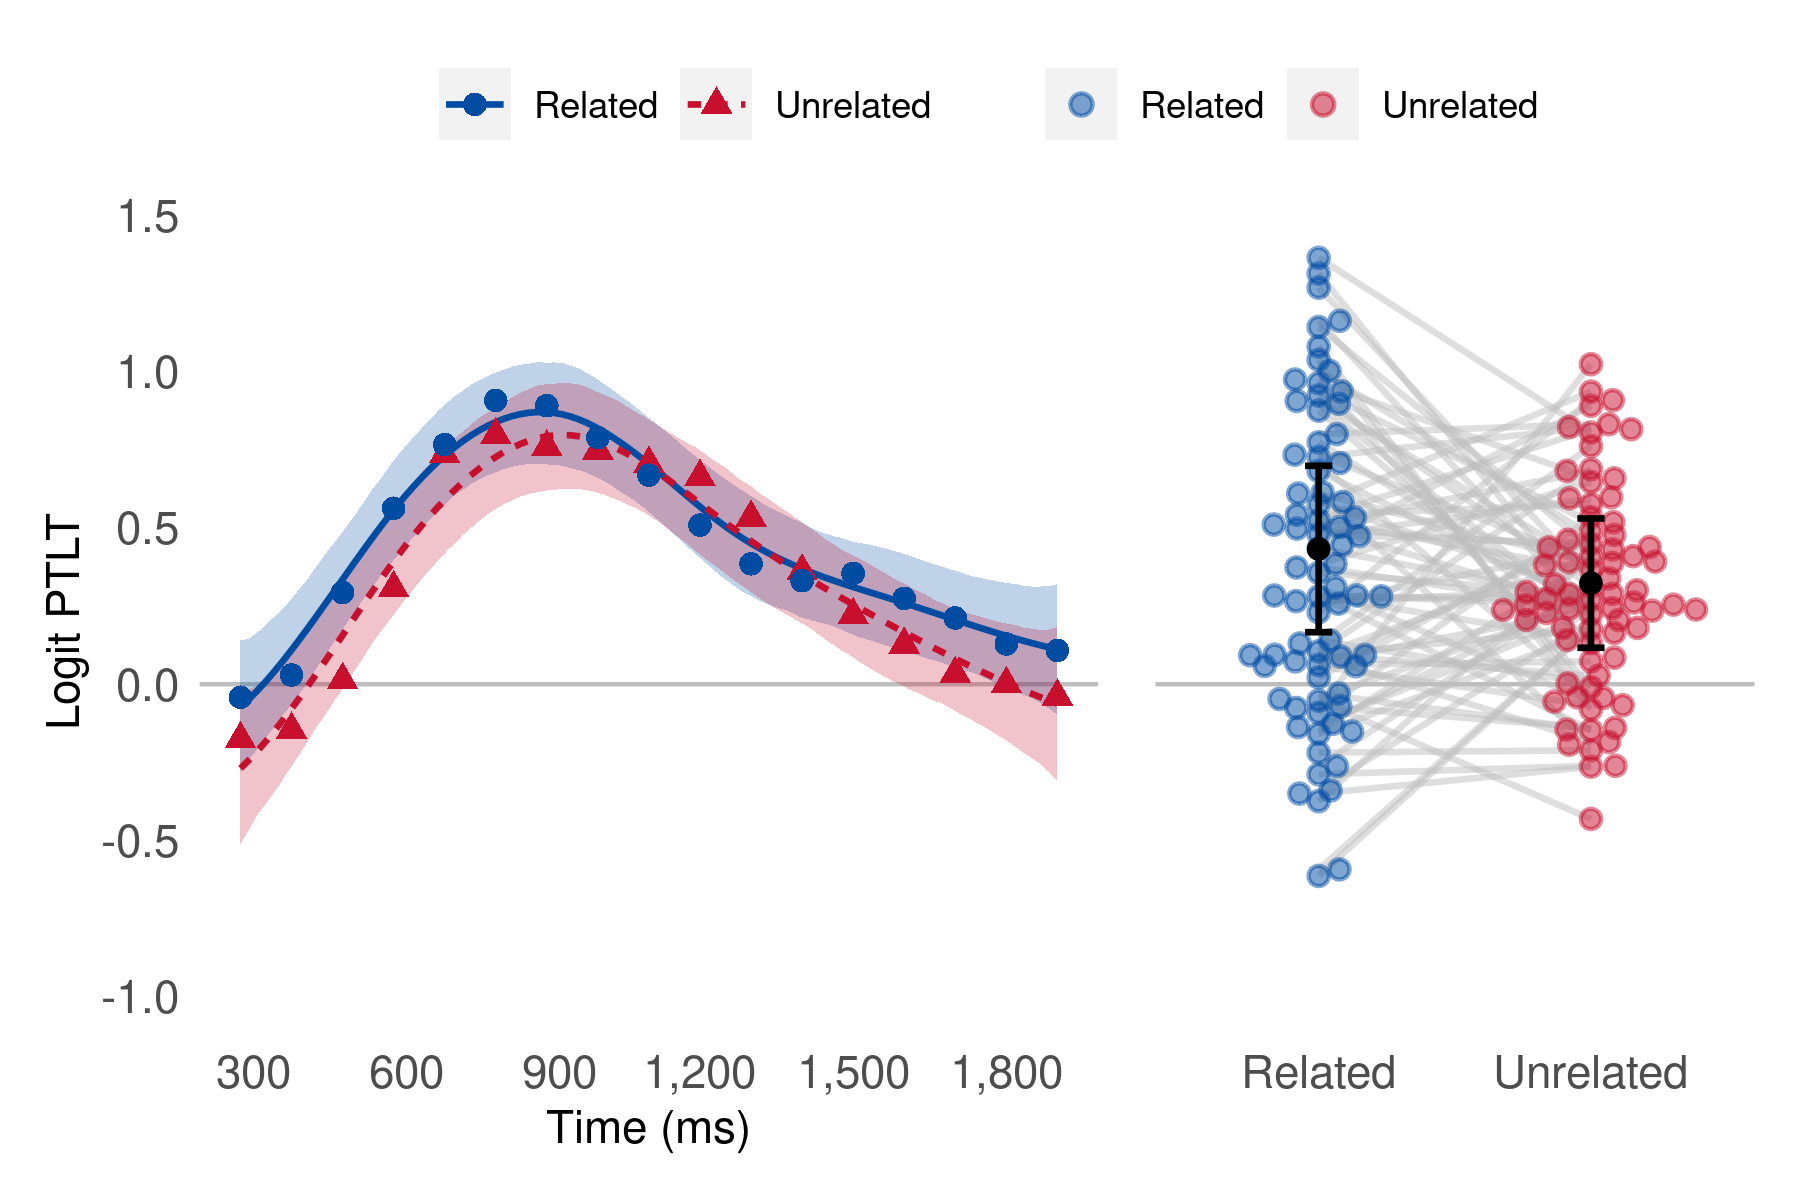 Related Unrelated Related Unrelated
1.5
1.0
0.5
0.0
-0.5
-1.0
Logit PTLT
300 600 900 1,200 1,500 1,800
Time (ms)
Related Unrelated